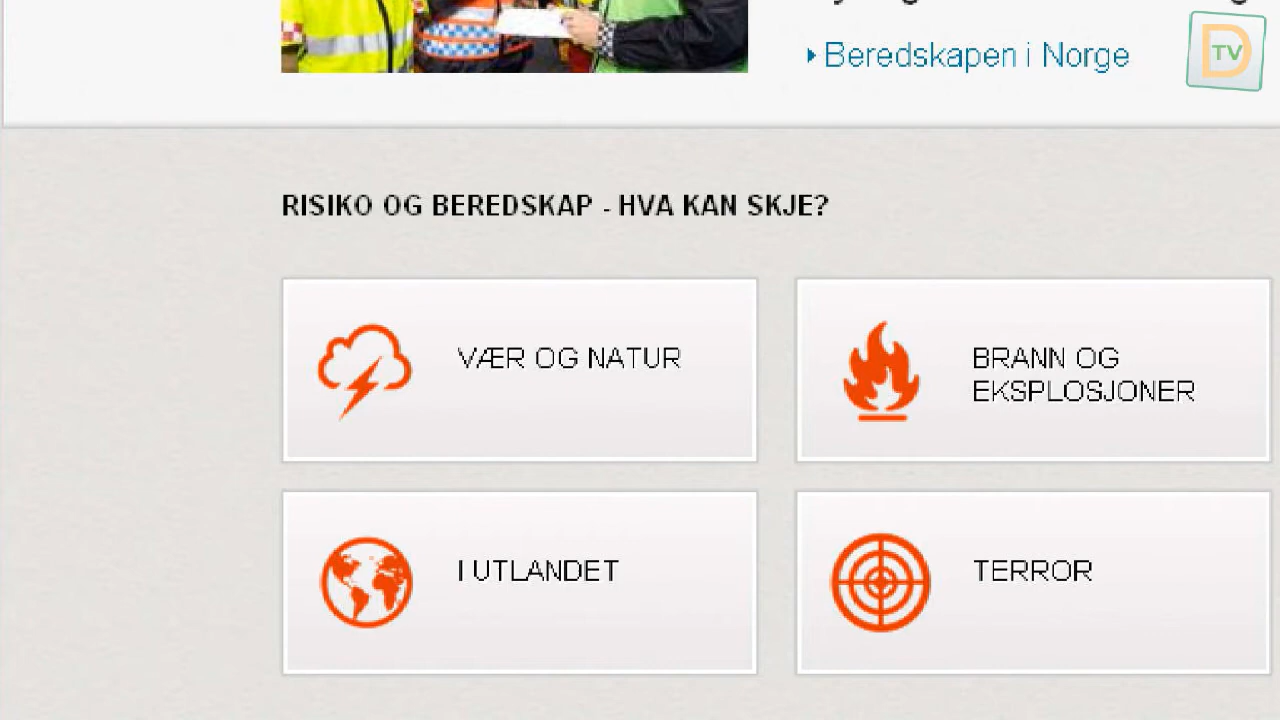 Beredskapen i Norge
D
TV
RISIKO OG BEREDSKAP - HVA KAN SKJE?
VÆR OG NATUR
BRANN OG
EKSPLOSJONER
I UTLANDET
TERROR